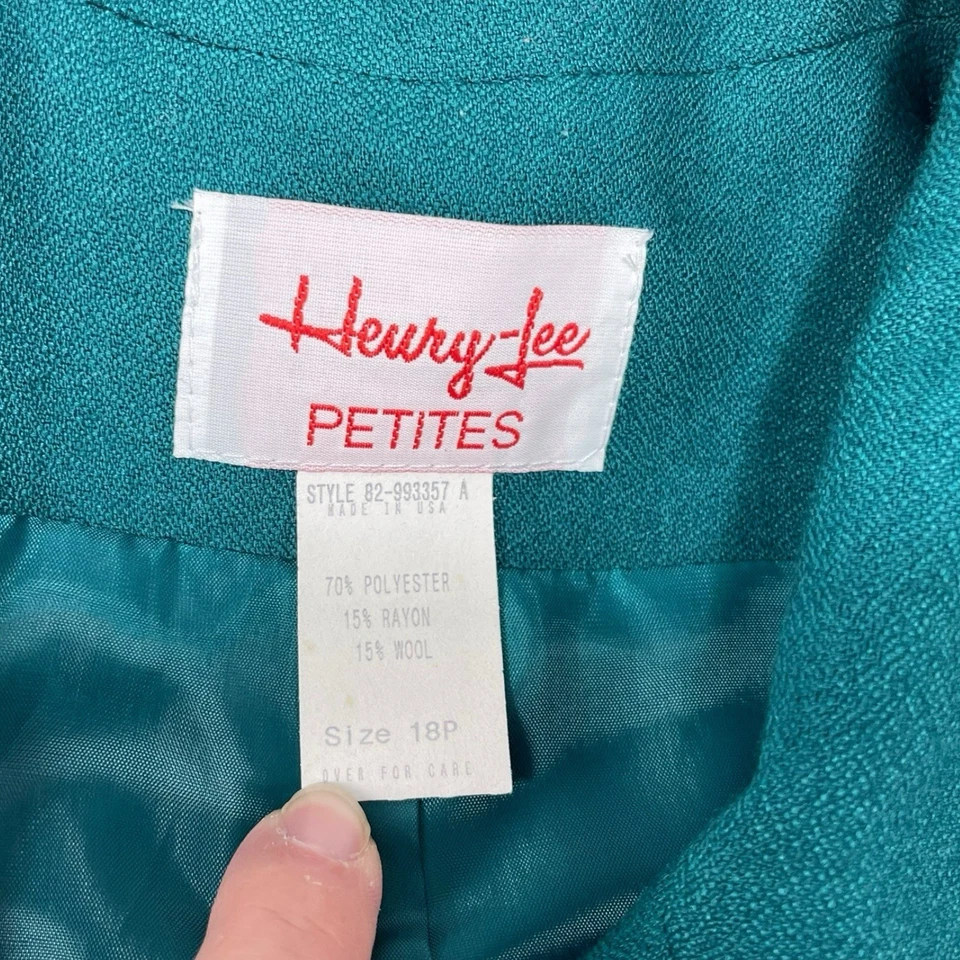 Henry-Lee
PETITES
STYLE 82-993357 A
MADE IN USA
70% POLYESTER
15% RAYON
15% WOOL
Size 18P
OVER FOR CARE